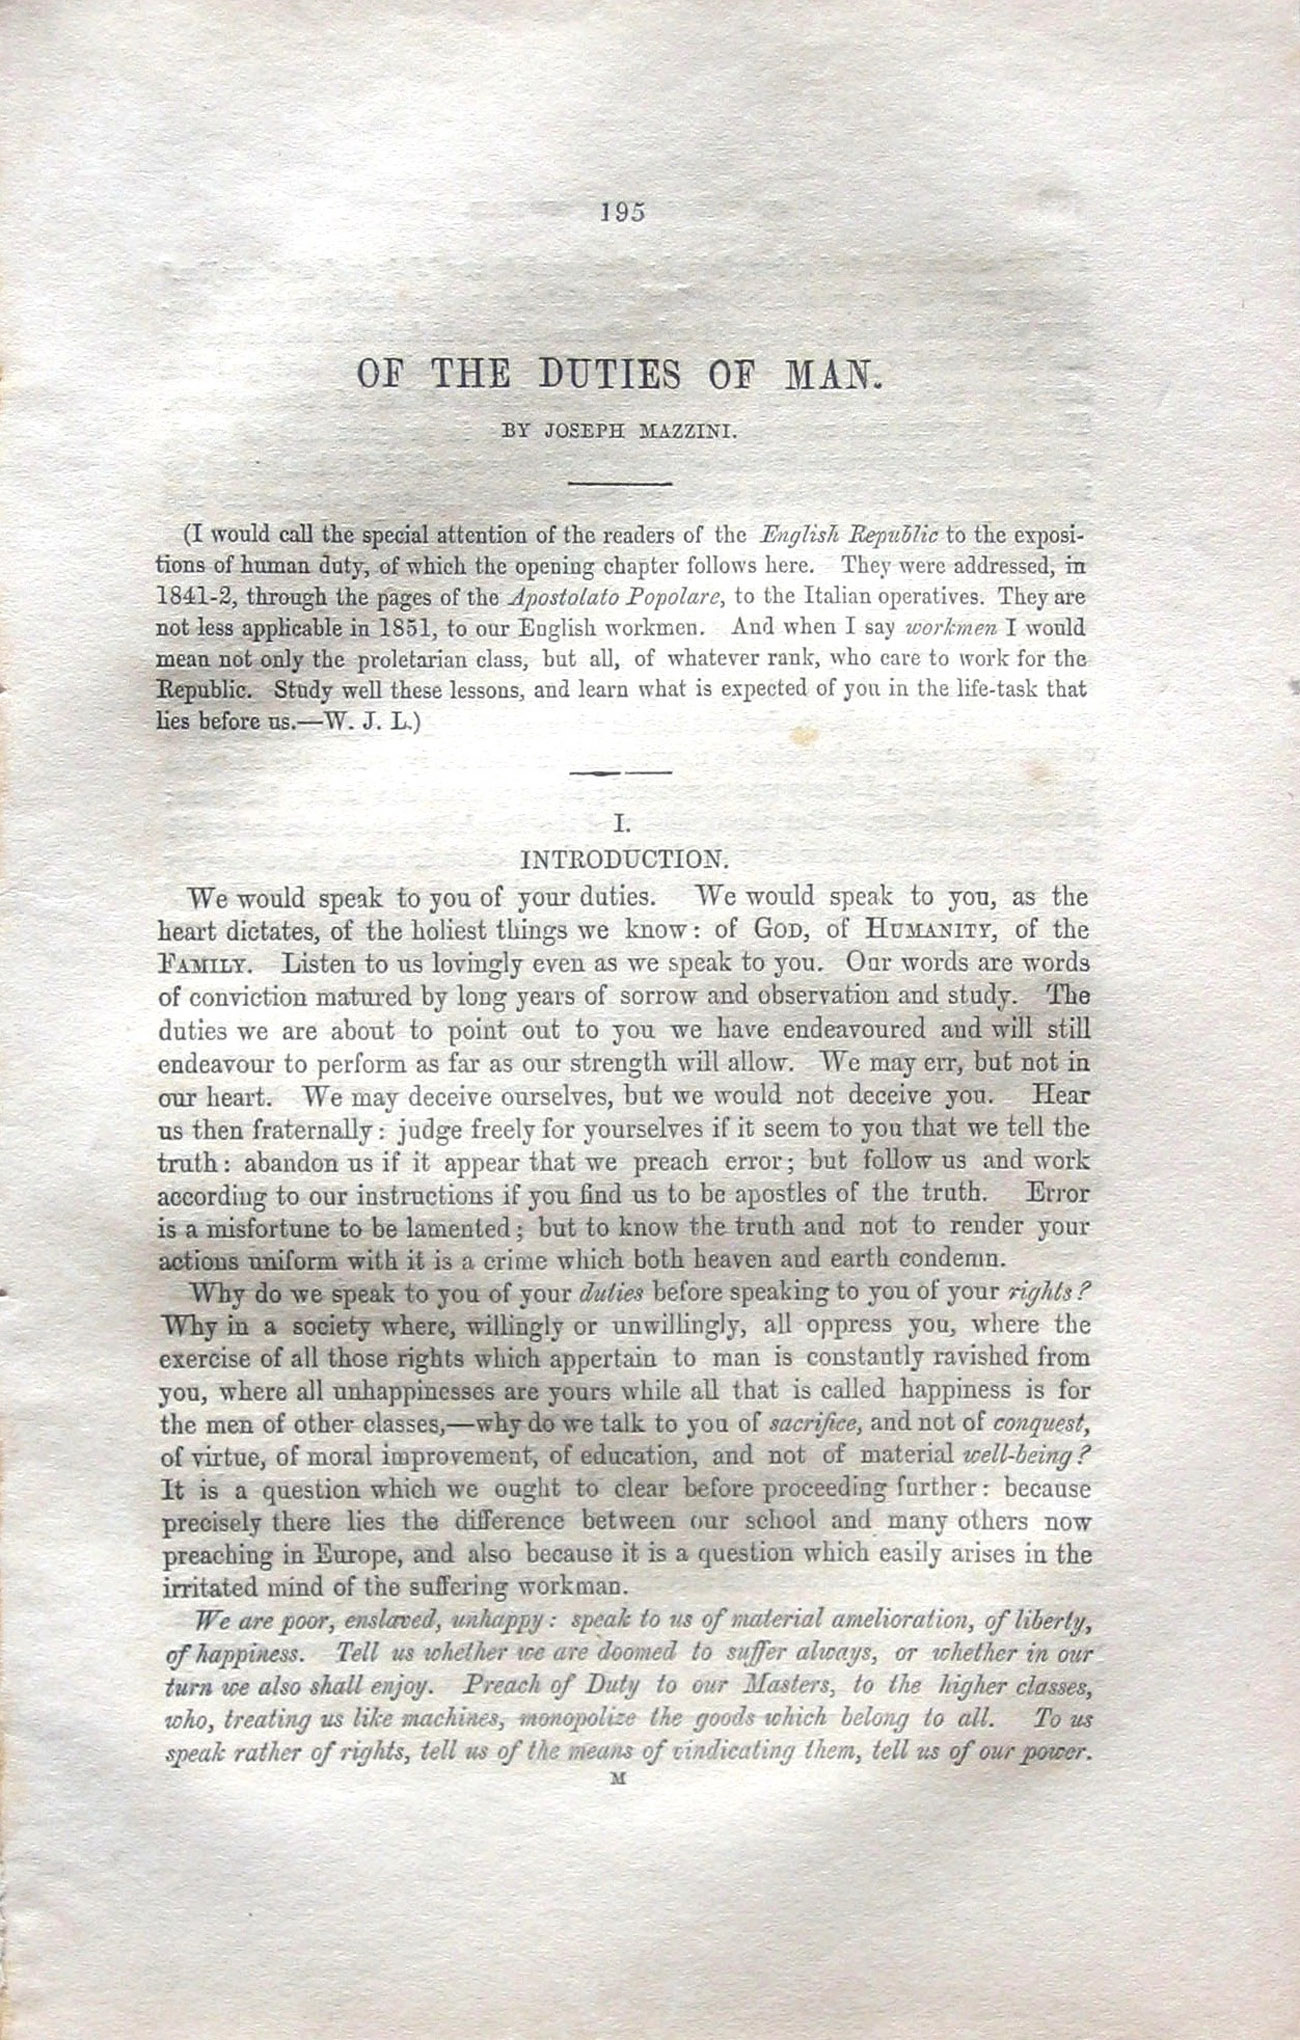 195
OF THE DUTIES OF MAN.
BY JOSEPH MAZZINI.
(I would call the special attention of the readers of the English Republic to the exposi-
tions of human duty, of which the opening chapter follows here. They were addressed, in
1841-2, through the pages of the Apostolato Popolare, to the Italian operatives. They are
not less applicable in 1851, to our English workmen. And when I say workmen I would
mean not only the proletarian class, but all, of whatever rank, who care to work for the
Republic. Study well these lessons, and learn what is expected of you in the life-task that
lies before us.—W. J. L.)
I.
INTRODUCTION.
We would speak to you of your duties. We would speak to you, as the
heart dictates, of the holiest things we know: of GOD, of HUMANITY, of the
FAMILY. Listen to us lovingly even as we speak to you. Our words are words
of conviction matured by long years of sorrow and observation and study. The
duties we are about to point out to you we have endeavoured and will still
endeavour to perform as far as our strength will allow. We may err, but not in
our heart. We may deceive ourselves, but we would not deceive you. Hear
us then fraternally: judge freely for yourselves if it seem to you that we tell the
truth: abandon us if it appear that we preach error; but follow us and work
according to our instructions if you find us to be apostles of the truth. Error
is a misfortune to be lamented; but to know the truth and not to render your
actions uniform with it is a crime which both heaven and earth condemn.
Why do we speak to you of your duties before speaking to you of your rights?
Why in a society where, willingly or unwillingly, all oppress you, where the
exercise of all those rights which appertain to man is constantly ravished from
you, where all unhappinesses are yours while all that is called happiness is for
the men of other classes,—why do we talk to you of sacrifice, and not of conquest,
of virtue, of moral improvement, of education, and not of material well-being?
It is a question which we ought to clear before proceeding further: because
precisely there lies the difference between our school and many others now
preaching in Europe, and also because it is a question which easily arises in the
irritated mind of the suffering workman.
We are poor, enslaved, unhappy: speak to us of material amelioration, of liberty,
of happiness. Tell us whether we are doomed to suffer always, or whether in our
turn we also shall enjoy. Preach of Duty to our Masters, to the higher classes,
who, treating us like machines, monopolize the goods which belong to all. To us
speak rather of rights, tell us of the means of vindicating them, tell us of our power.
M